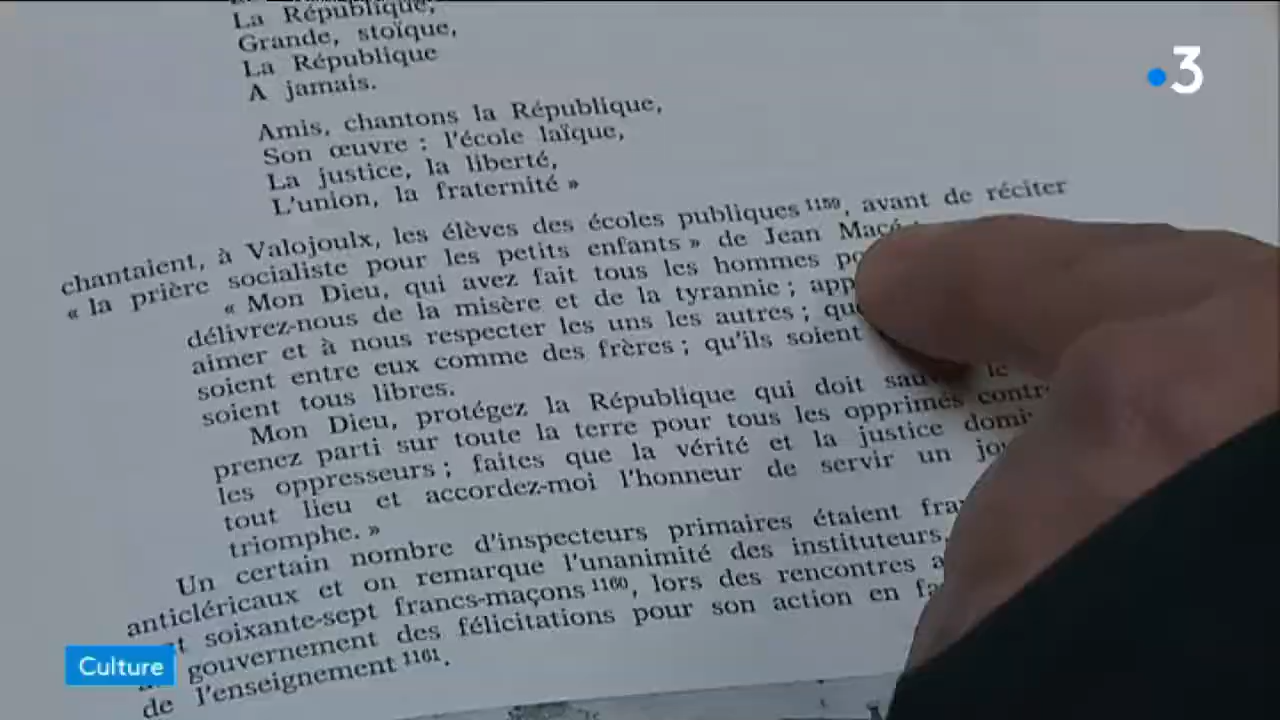 La République,
Grande, stoïque,
La République
A jamais.
Amis, chantons la République,
Son œuvre : l'école laïque,
La justice, la liberté,
L'union, la fraternité »
chantaient, à Valojoulx, les élèves des écoles publiques 1159, avant de réciter
« la prière socialiste pour les petits enfants » de Jean Macé
« Mon Dieu, qui avez fait tous les hommes
délivrez-nous de la misère et de la tyrannie ;
aimer et à nous respecter les uns les autres ;
soient entre eux comme des frères ; qu'ils soient
soient tous libres.
Mon Dieu, protégez la République qui doit le
prenez parti sur toute la terre pour tous les opprimés
les oppresseurs ; faites que la vérité et la justice
tout lieu et accordez-moi l'honneur de servir un
triomphe. »
Un certain nombre d'inspecteurs primaires étaient
anticléricaux et on remarque l'unanimité des instituteurs,
soixante-sept francs-maçons 1160, lors des rencontres
gouvernement des félicitations pour son action en
de l'enseignement 1161.
3
Culture